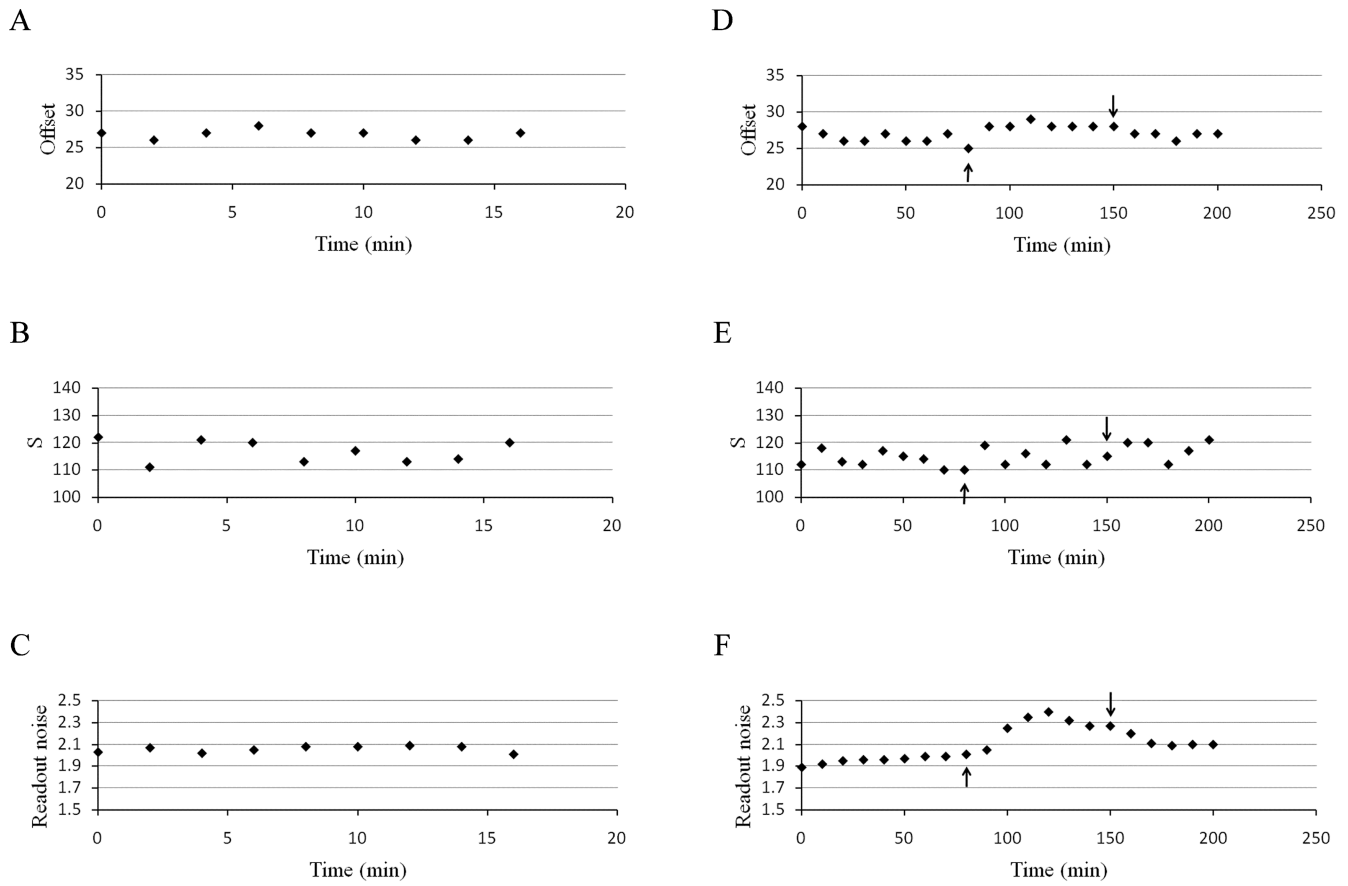 A
35
30
25
20
Offset
0 5 10 15 20
Time (min)
B
140
130
120
110
100
S
0 5 10 15 20
Time (min)
C
2.5
2.3
2.1
1.9
1.7
1.5
Readout noise
0 5 10 15 20
Time (min)
D
35
30
25
20
Offset
0 50 100 150 200 250
Time (min)
E
140
130
120
110
100
S
0 50 100 150 200 250
Time (min)
F
2.5
2.3
2.1
1.9
1.7
1.5
Readout noise
0 50 100 150 200 250
Time (min)